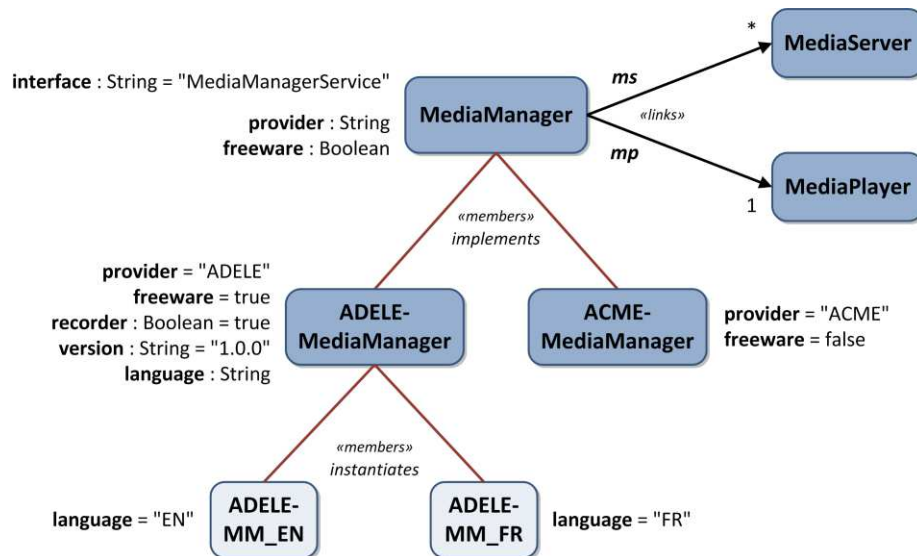 *
MediaServer
interface : String = "MediaManagerService"
ms
MediaManager
«links»
provider : String
freeware : Boolean
mp
MediaPlayer
1
«members»
implements
provider = "ADELE"
freeware = true
recorder : Boolean = true
version : String = "1.0.0"
language : String
ADELE-
MediaManager
ACME-
MediaManager
provider = "ACME"
freeware = false
«members»
instantiates
language = "EN"
ADELE-
MM_EN
ADELE-
MM_FR
language = "FR"